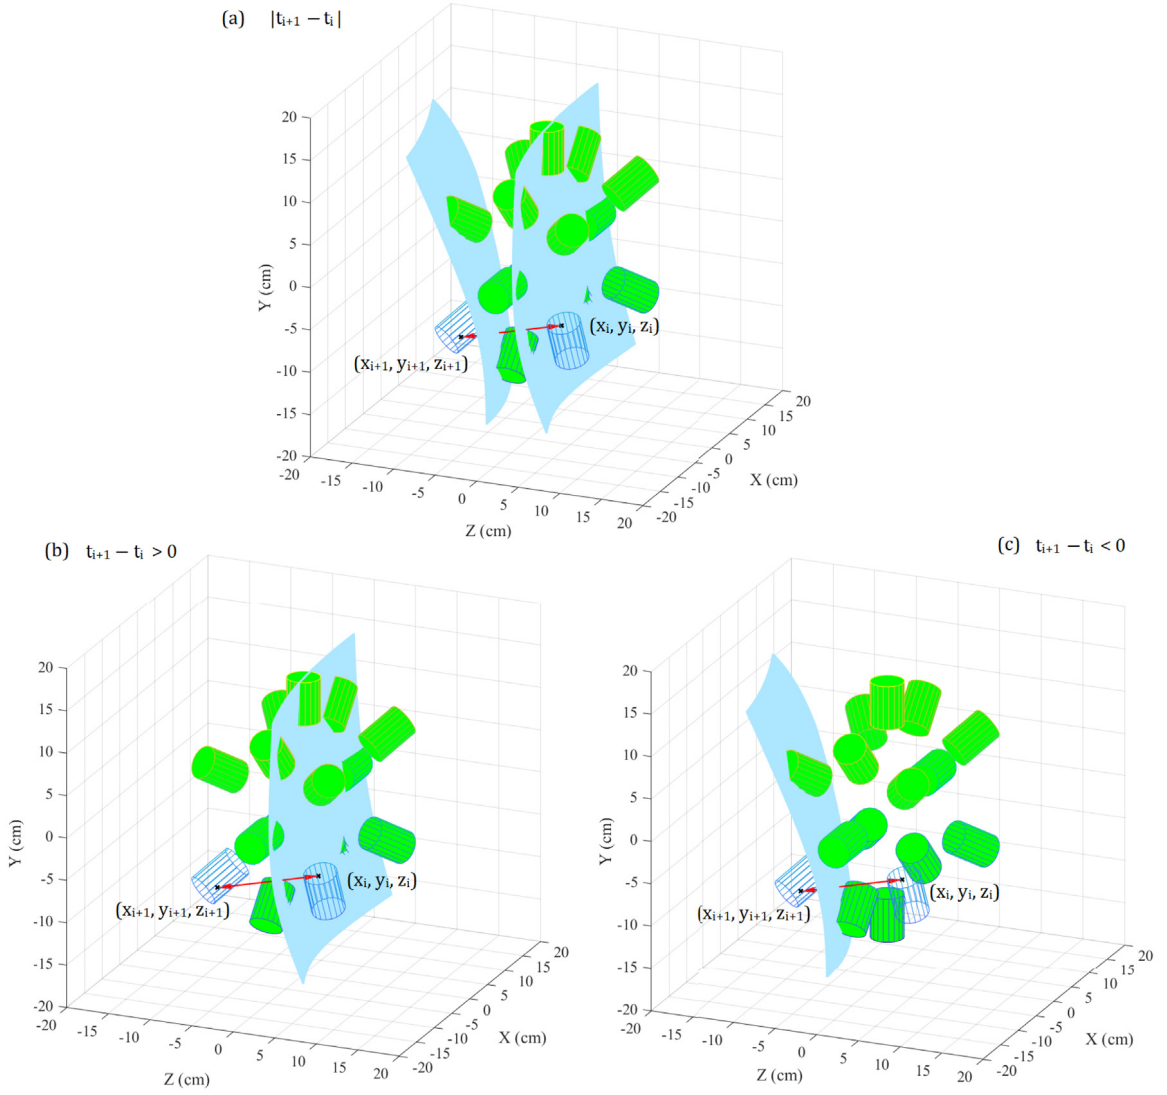 (a) |tᵢ₊₁ − tᵢ|
20
15
10
5
0
-5
-10
-15
-20
Y (cm)
(xᵢ, yᵢ, zᵢ)
(xᵢ₊₁, yᵢ₊₁, zᵢ₊₁)
-20 -15 -10 -5 0 5 10 15 20
Z (cm)
-20 -15 -10 -5 0 5 10 15 20
X (cm)
(b) tᵢ₊₁ − tᵢ > 0
20
15
10
5
0
-5
-10
-15
-20
Y (cm)
(xᵢ, yᵢ, zᵢ)
(xᵢ₊₁, yᵢ₊₁, zᵢ₊₁)
-20 -15 -10 -5 0 5 10 15 20
Z (cm)
-20 -15 -10 -5 0 5 10 15 20
X (cm)
(c) tᵢ₊₁ − tᵢ < 0
20
15
10
5
0
-5
-10
-15
-20
Y (cm)
(xᵢ, yᵢ, zᵢ)
(xᵢ₊₁, yᵢ₊₁, zᵢ₊₁)
-20 -15 -10 -5 0 5 10 15 20
Z (cm)
-20 -15 -10 -5 0 5 10 15 20
X (cm)